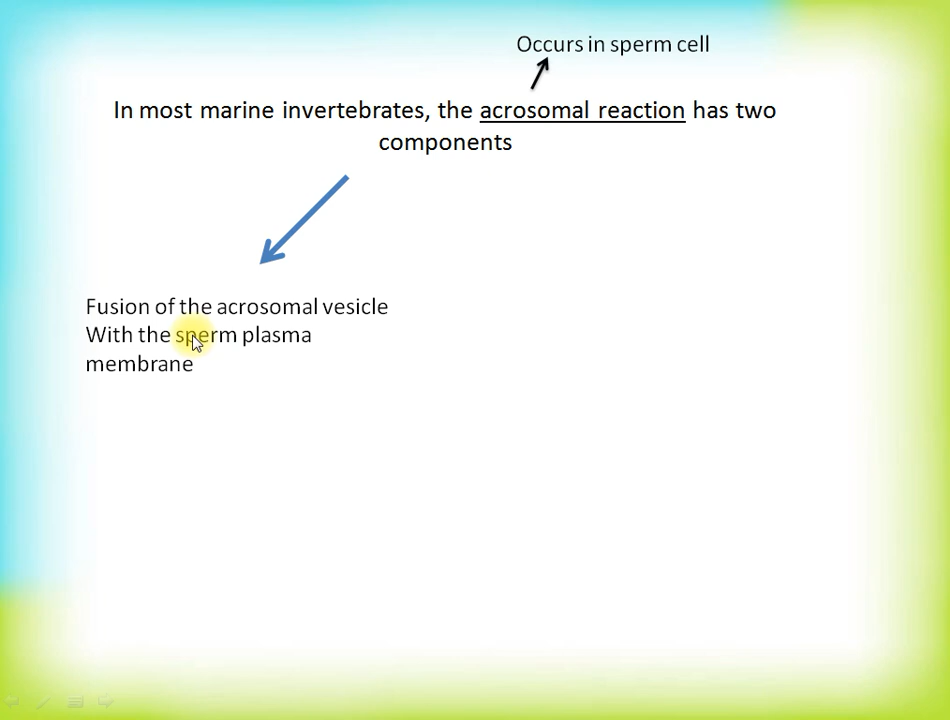 Occurs in sperm cell
In most marine invertebrates, the acrosomal reaction has two
components
Fusion of the acrosomal vesicle
With the sperm plasma
membrane